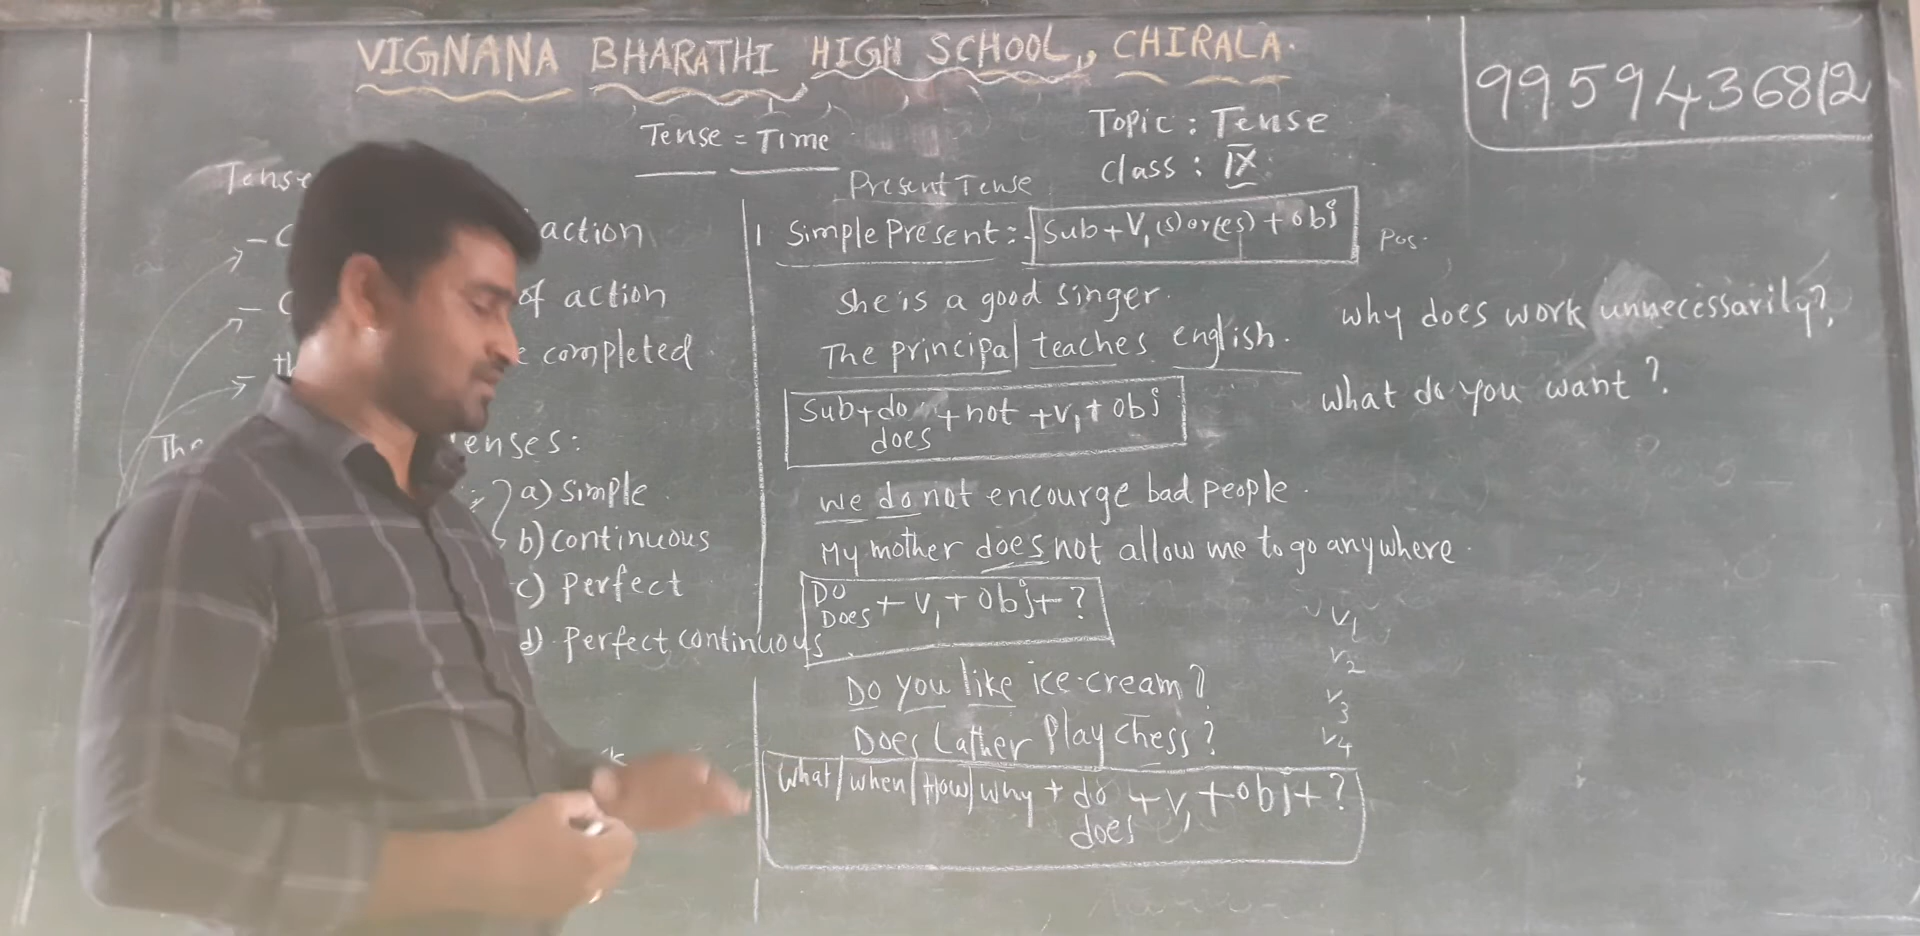 VIGNANA BHARATHI HIGH SCHOOL, CHIRALA.
9959436812
Tense = Time
Topic : Tense
Class : IX
Tense
action
of action
completed
enses:
a) Simple
b) continuous
c) Perfect
d) Perfect continuous
Present Tense
1 Simple Present :- Sub+V1(s) or(es) + obj
Pos.
She is a good singer.
The principal teaches english.
Sub+do + not + V1 + obj
does
we do not encourge bad people.
My mother does not allow me to go anywhere.
Do
Does + V1 + obj + ?
Do you like ice-cream?
Does Lather Play chess?
What/when/How/why + do + V1 + obj + ?
does
why does work unnecessarily?
what do you want?
V1
V2
V3
V4